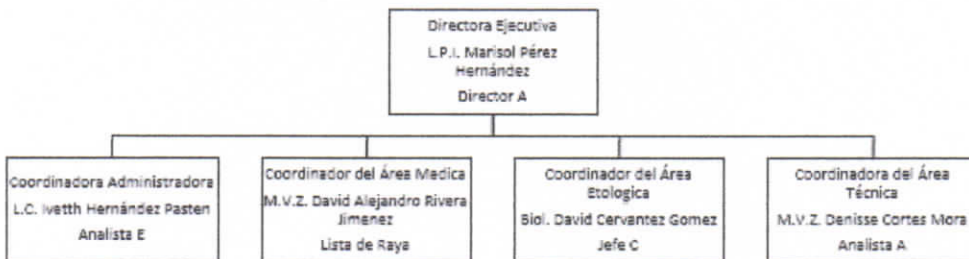 Directora Ejecutiva
L.P.I. Marisol Pérez
Hernández
Director A
Coordinadora Administradora
L.C. Ivetth Hernández Pasten
Analista E
Coordinador del Área Medica
M.V.Z. David Alejandro Rivera
Jimenez
Lista de Raya
Coordinador del Área
Etologica
Biol. David Cervantez Gomez
Jefe C
Coordinadora del Área
Técnica
M.V.Z. Denisse Cortes Mora
Analista A